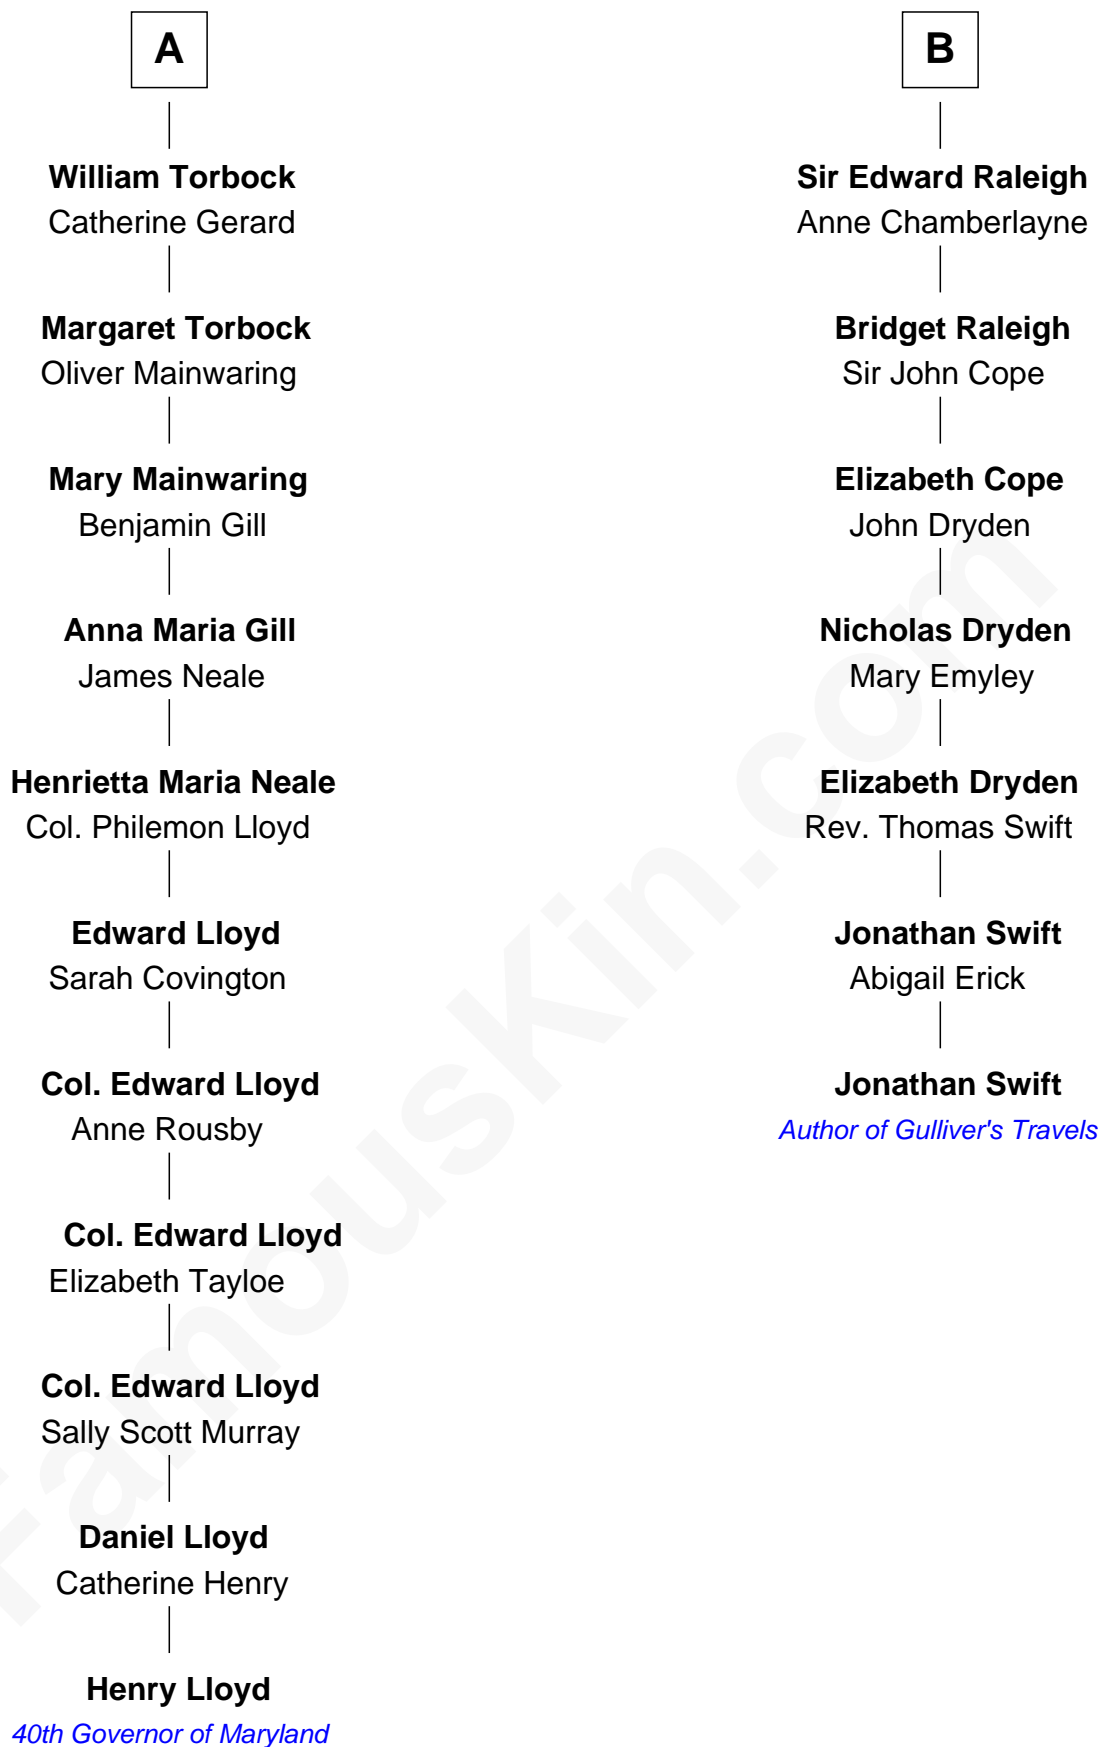 A
William Torbock
Catherine Gerard
Margaret Torbock
Oliver Mainwaring
Mary Mainwaring
Benjamin Gill
Anna Maria Gill
James Neale
Henrietta Maria Neale
Col. Philemon Lloyd
Edward Lloyd
Sarah Covington
Col. Edward Lloyd
Anne Rousby
Col. Edward Lloyd
Elizabeth Tayloe
Col. Edward Lloyd
Sally Scott Murray
Daniel Lloyd
Catherine Henry
Henry Lloyd
40th Governor of Maryland
B
Sir Edward Raleigh
Anne Chamberlayne
Bridget Raleigh
Sir John Cope
Elizabeth Cope
John Dryden
Nicholas Dryden
Mary Emyley
Elizabeth Dryden
Rev. Thomas Swift
Jonathan Swift
Abigail Erick
Jonathan Swift
Author of Gulliver's Travels
FamousKin.com